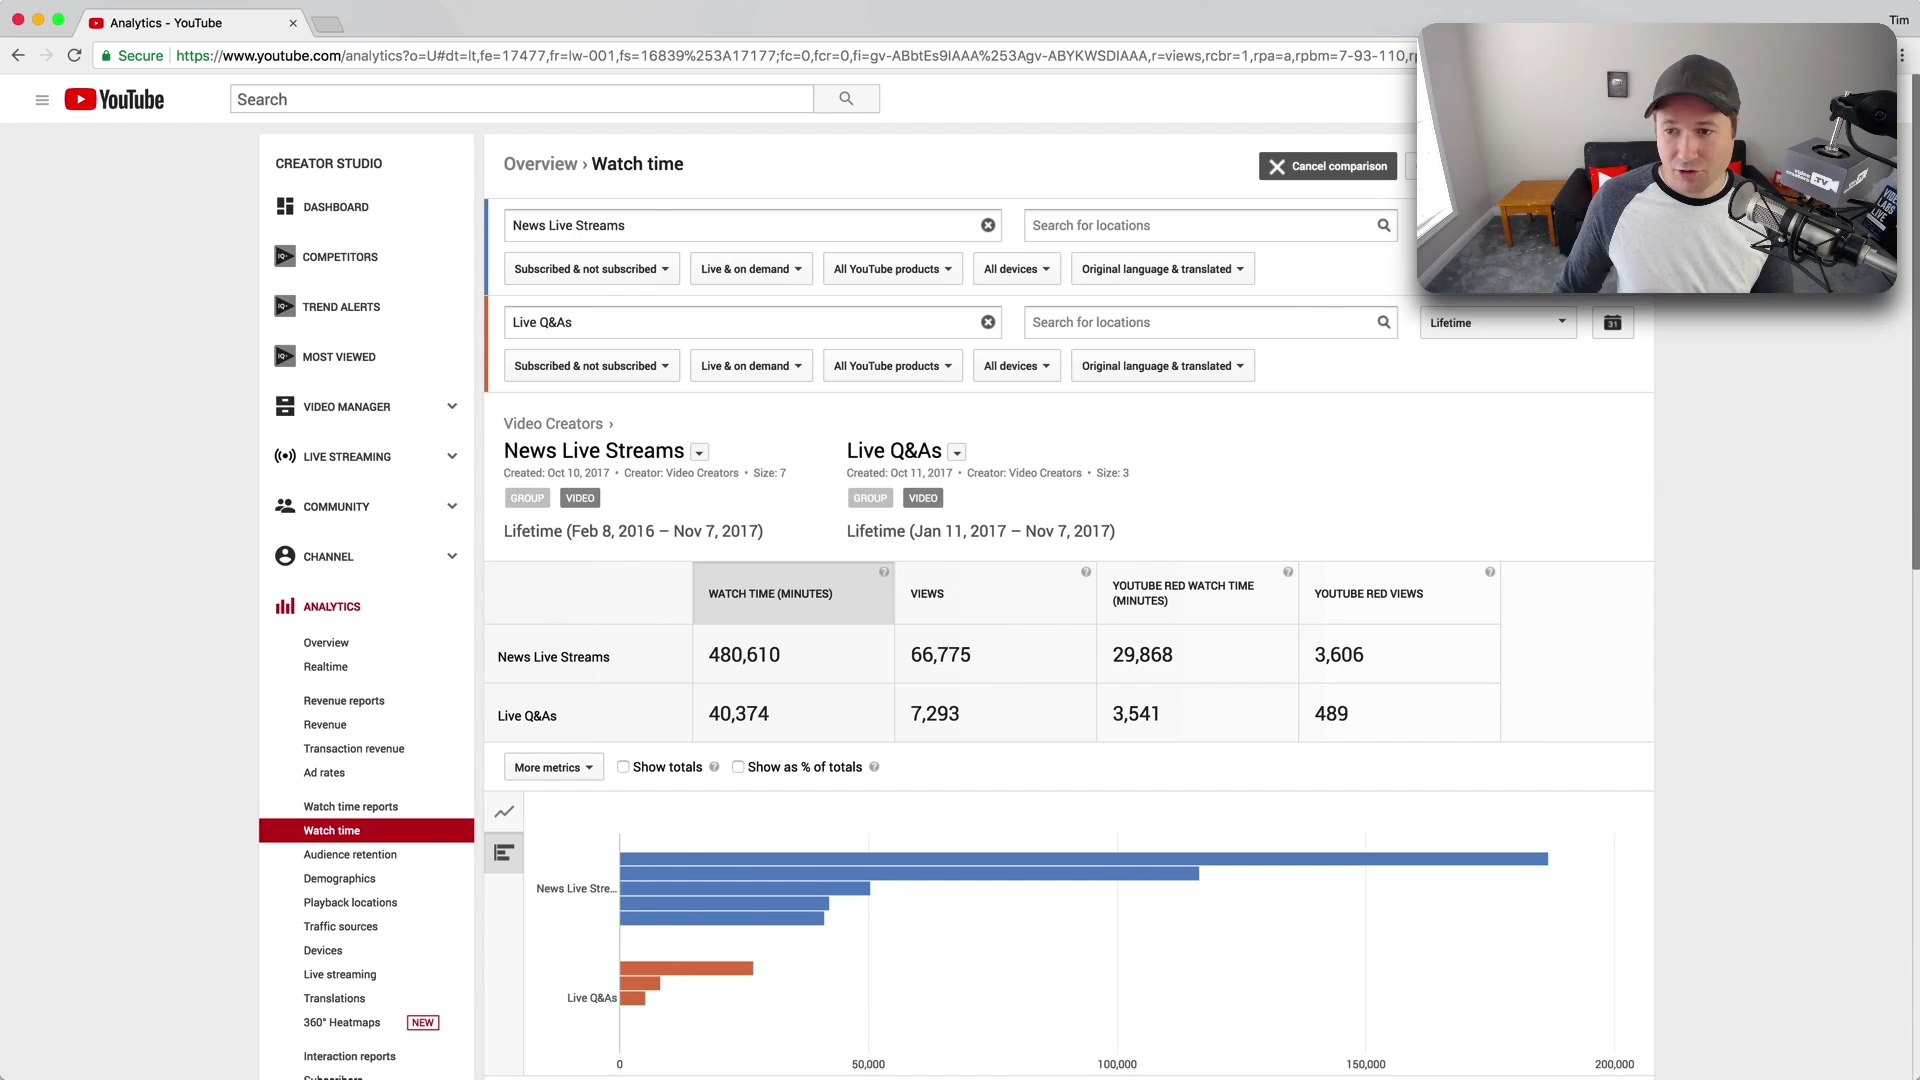 Analytics - YouTube
Tim
Secure https://www.youtube.com/analytics?o=U#dt=lt,fe=17477,fr=lw-001,fs=16839%253A17177;fc=0,fcr=0,fi=gv-ABbtEs9IAAA%253Agv-ABYKWSDIAAA,r=views,rcbr=1,rpa=a,rpbm=7-93-110,rp
YouTube
Search
CREATOR STUDIO
DASHBOARD
COMPETITORS
TREND ALERTS
MOST VIEWED
VIDEO MANAGER
LIVE STREAMING
COMMUNITY
CHANNEL
ANALYTICS
Overview
Realtime
Revenue reports
Revenue
Transaction revenue
Ad rates
Watch time reports
Watch time
Audience retention
Demographics
Playback locations
Traffic sources
Devices
Live streaming
Translations
360° Heatmaps NEW
Interaction reports
Subscribers
Overview › Watch time
Cancel comparison
News Live Streams
Search for locations
Subscribed & not subscribed
Live & on demand
All YouTube products
All devices
Original language & translated
Live Q&As
Search for locations
Lifetime
31
Subscribed & not subscribed
Live & on demand
All YouTube products
All devices
Original language & translated
Video Creators ›
News Live Streams
Created: Oct 10, 2017 • Creator: Video Creators • Size: 7
GROUP VIDEO
Lifetime (Feb 8, 2016 – Nov 7, 2017)
Live Q&As
Created: Oct 11, 2017 • Creator: Video Creators • Size: 3
GROUP VIDEO
Lifetime (Jan 11, 2017 – Nov 7, 2017)
WATCH TIME (MINUTES)
VIEWS
YOUTUBE RED WATCH TIME
(MINUTES)
YOUTUBE RED VIEWS
News Live Streams 480,610 66,775 29,868 3,606
Live Q&As 40,374 7,293 3,541 489
More metrics
Show totals
Show as % of totals
News Live Stre...
Live Q&As
0 50,000 100,000 150,000 200,000
video
creators
.TV
LABS
LIVE